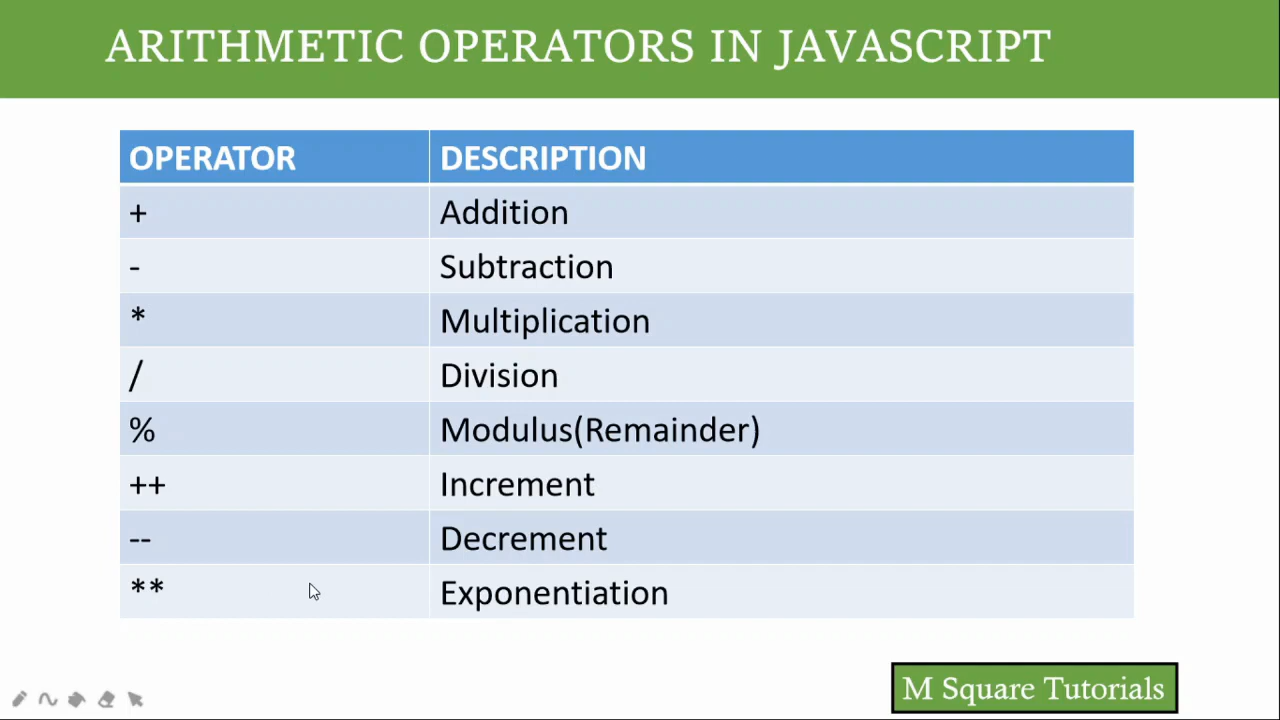 ARITHMETIC OPERATORS IN JAVASCRIPT
OPERATOR DESCRIPTION
+ Addition
- Subtraction
* Multiplication
/ Division
% Modulus(Remainder)
++ Increment
-- Decrement
** Exponentiation
M Square Tutorials